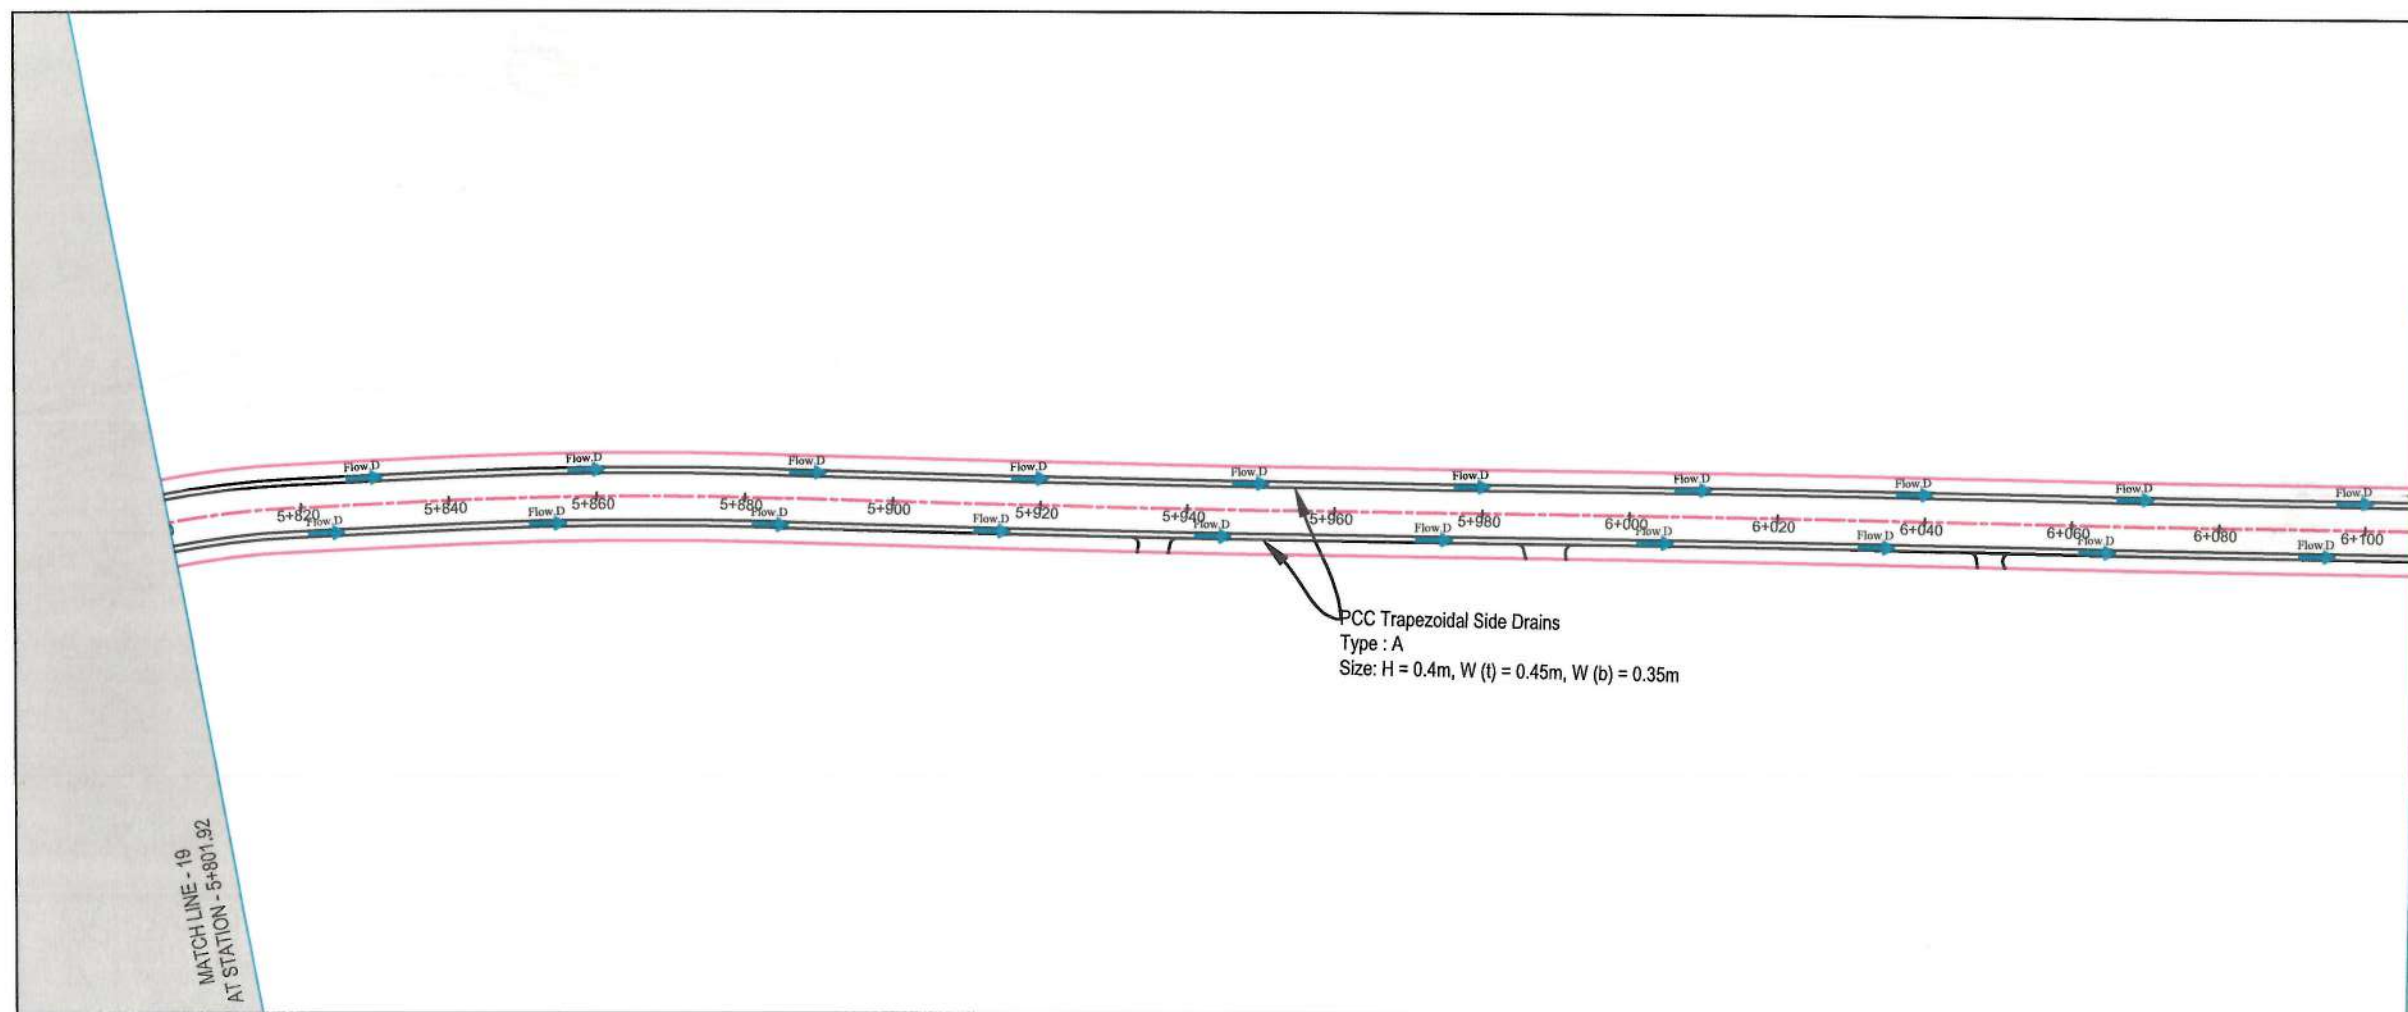 Flow.D
Flow.D
Flow.D
Flow.D
Flow.D
Flow.D
Flow.D
Flow.D
Flow.D
Flow.D
5+820
5+840
5+860
5+880
5+900
5+920
5+940
5+960
5+980
6+000
6+020
6+040
6+060
6+080
6+100
Flow.D
Flow.D
Flow.D
Flow.D
Flow.D
Flow.D
Flow.D
Flow.D
Flow.D
Flow.D
PCC Trapezoidal Side Drains
Type : A
Size: H = 0.4m, W (t) = 0.45m, W (b) = 0.35m
MATCH LINE - 19
AT STATION - 5+801.92